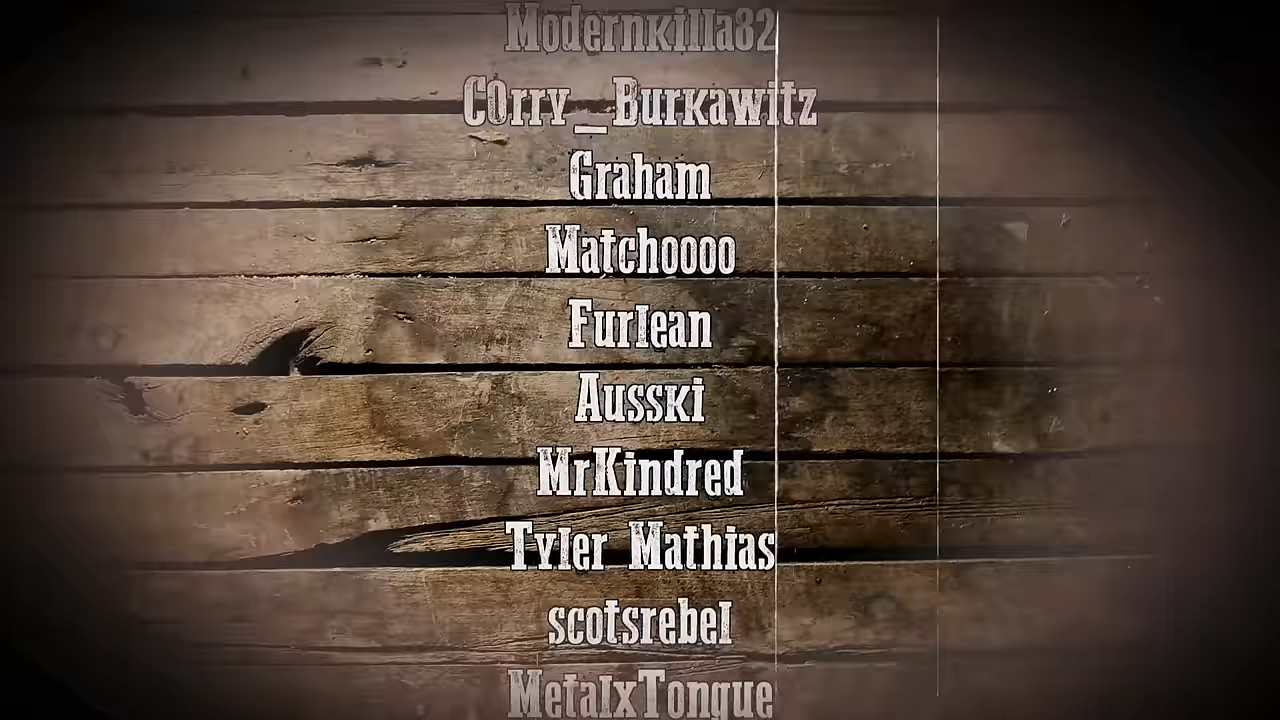 Modernkilla82
C0rry_Burkawitz
Graham
Matchoooo
Furlean
Ausski
MrKindred
Tyler Mathias
scotsrebel
MetalxTongue